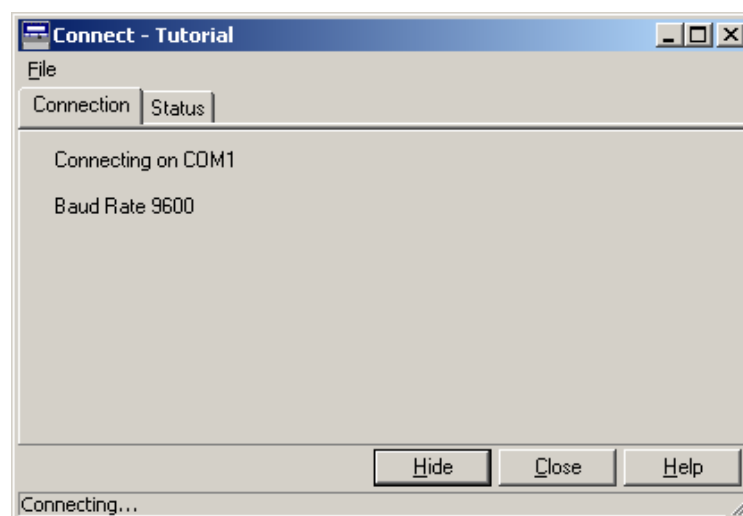 Connect - Tutorial
File
Connection Status
Connecting on COM1
Baud Rate 9600
Hide Close Help
Connecting...